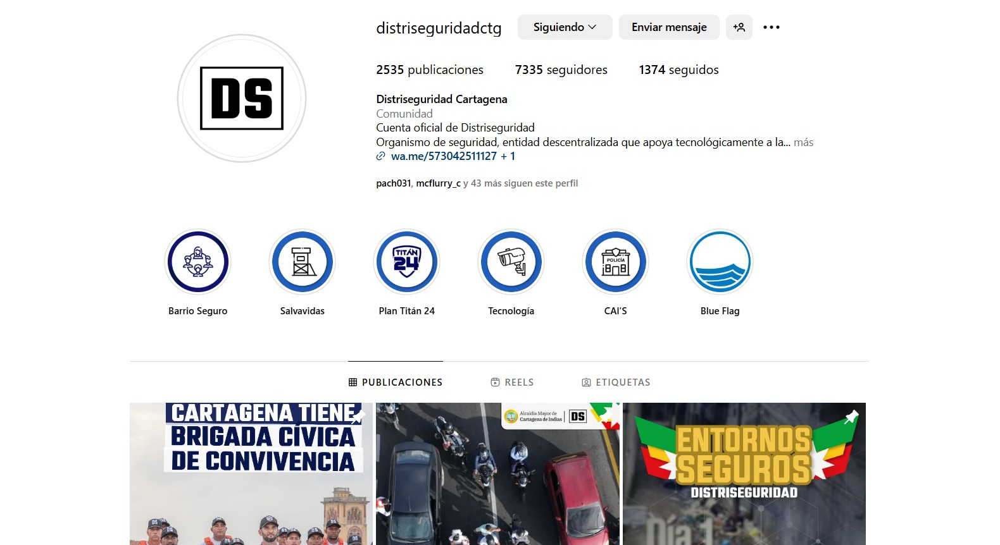 distriseguridadctg
Siguiendo
Enviar mensaje
2535 publicaciones
7335 seguidores
1374 seguidos
DS
Distriseguridad Cartagena
Comunidad
Cuenta oficial de Distriseguridad
Organismo de seguridad, entidad descentralizada que apoya tecnológicamente a la... más
wa.me/573042511127 + 1
pach031, mcflurry_c y 43 más siguen este perfil
TITÁN
24
POLICÍA
Barrio Seguro
Salvavidas
Plan Titán 24
Tecnología
CAI'S
Blue Flag
PUBLICACIONES
REELS
ETIQUETAS
CARTAGENA TIENE
BRIGADA CÍVICA
DE CONVIVENCIA
Alcaldía Mayor de
Cartagena de Indias
DS
ENTORNOS
SEGUROS
DISTRISEGURIDAD
Día 1